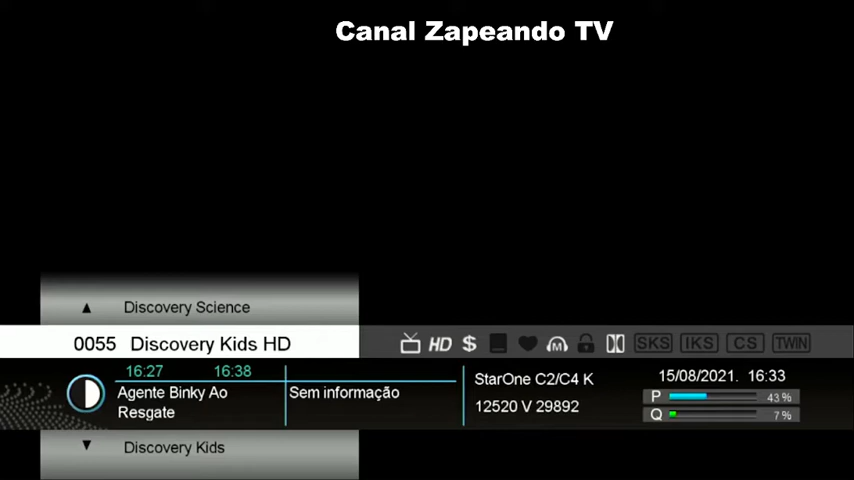 Canal Zapeando TV
▲ Discovery Science
0055 Discovery Kids HD HD $ M SKS IKS CS TWIN
16:27 16:38
Agente Binky Ao
Resgate
Sem informação
StarOne C2/C4 K
12520 V 29892
15/08/2021. 16:33
P 43 %
Q 7 %
▼ Discovery Kids